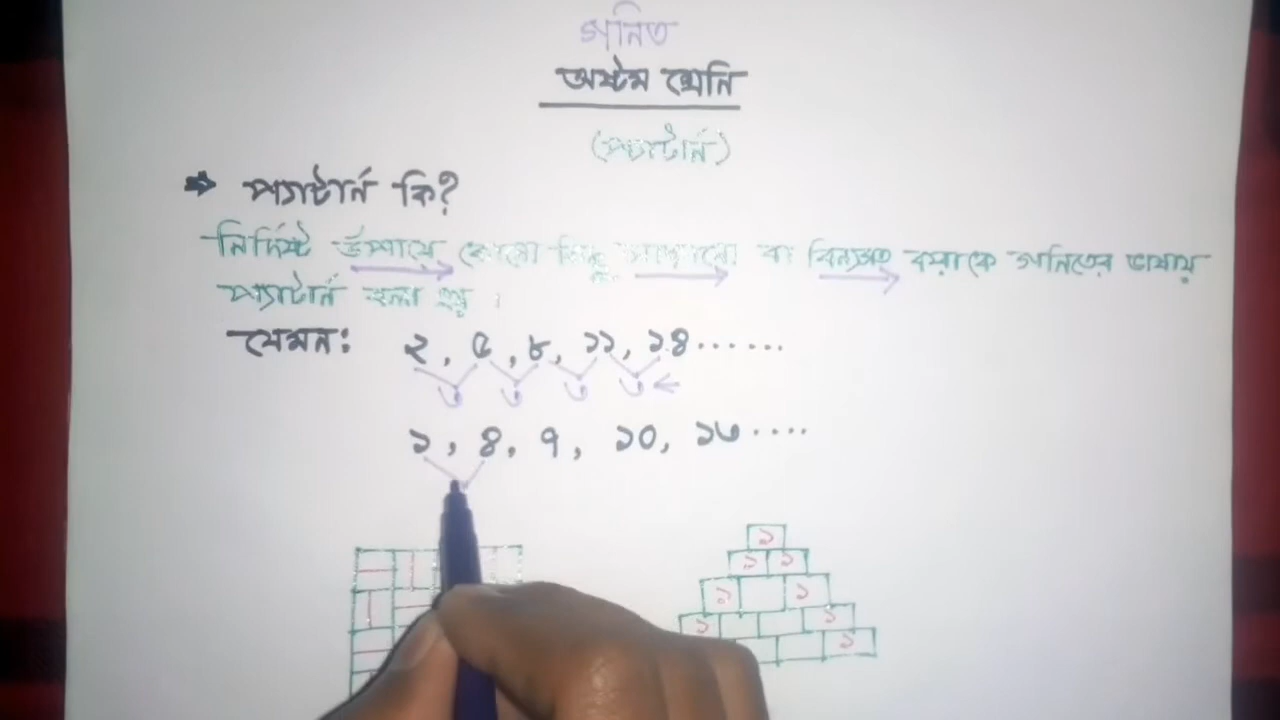 গনিত
অষ্টম শ্রেনি
(প্যাটার্ন)
➡ প্যাটার্ন কি?
নির্দিষ্ট উপায়ে কোনো কিছু সাজানো বা বিন্যস্ত করাকে গনিতের ভাষায়
প্যাটার্ন বলা হয় ।
যেমন: ২, ৫, ৮, ১১, ১৪......
৩ ৩ ৩ ৩ ←
১, ৪, ৭, ১০, ১৩....
১
১ ১
১ ১
১ ১
১